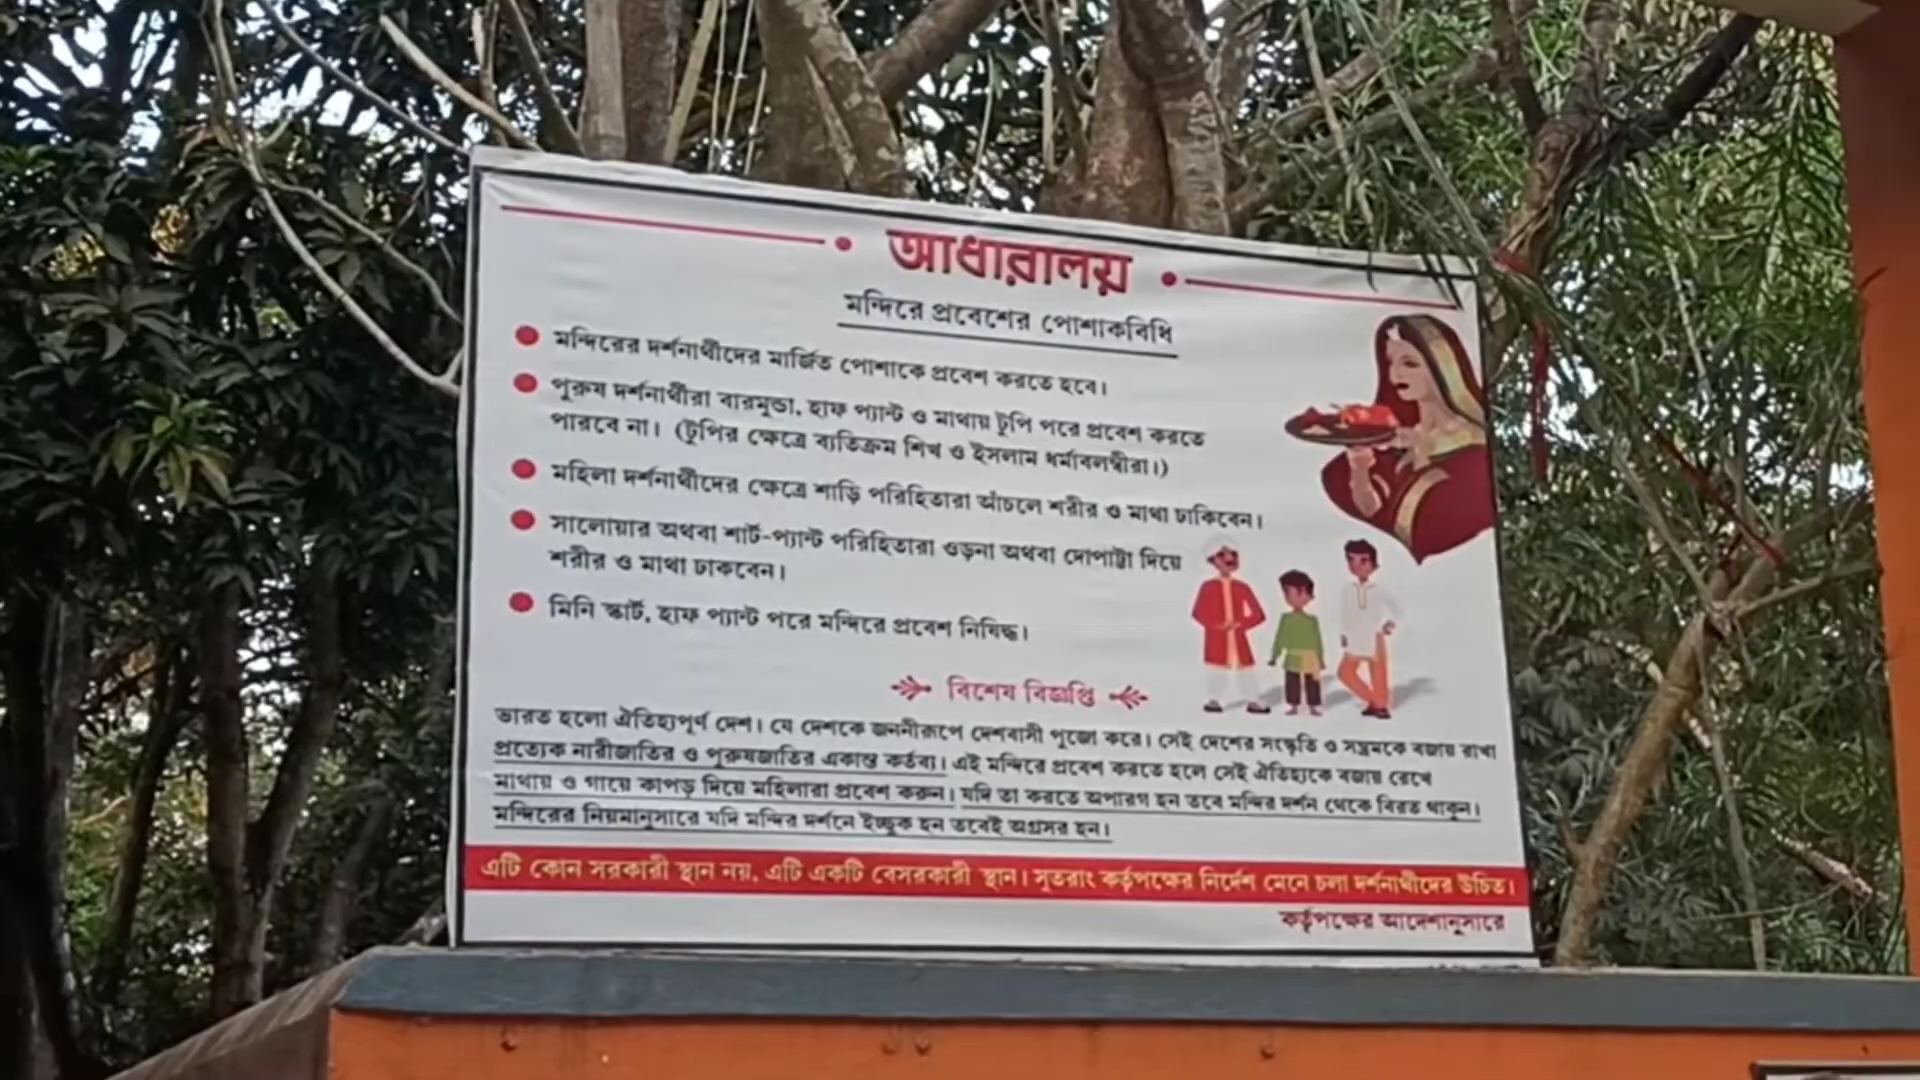 আধারালয়
মন্দিরে প্রবেশের পোশাকবিধি
মন্দিরের দর্শনার্থীদের মার্জিত পোশাকে প্রবেশ করতে হবে।
পুরুষ দর্শনার্থীরা বারমুন্ডা, হাফ প্যান্ট ও মাথায় টুপি পরে প্রবেশ করতে
পারবে না। (টুপির ক্ষেত্রে ব্যতিক্রম শিখ ও ইসলাম ধর্মাবলম্বীরা।)
মহিলা দর্শনার্থীদের ক্ষেত্রে শাড়ি পরিহিতারা আঁচলে শরীর ও মাথা ঢাকিবেন।
সালোয়ার অথবা শার্ট-প্যান্ট পরিহিতারা ওড়না অথবা দোপাট্টা দিয়ে
শরীর ও মাথা ঢাকবেন।
মিনি স্কার্ট, হাফ প্যান্ট পরে মন্দিরে প্রবেশ নিষিদ্ধ।
বিশেষ বিজ্ঞপ্তি
ভারত হলো ঐতিহ্যপূর্ণ দেশ। যে দেশকে জননীরূপে দেশবাসী পূজো করে। সেই দেশের সংস্কৃতি ও সম্ভ্রমকে বজায় রাখা
প্রত্যেক নারীজাতির ও পুরুষজাতির একান্ত কর্তব্য। এই মন্দিরে প্রবেশ করতে হলে সেই ঐতিহ্যকে বজায় রেখে
মাথায় ও গায়ে কাপড় দিয়ে মহিলারা প্রবেশ করুন। যদি তা করতে অপারগ হন তবে মন্দির দর্শন থেকে বিরত থাকুন।
মন্দিরের নিয়মানুসারে যদি মন্দির দর্শনে ইচ্ছুক হন তবেই অগ্রসর হন।
এটি কোন সরকারী স্থান নয়, এটি একটি বেসরকারী স্থান। সুতরাং কর্তৃপক্ষের নির্দেশ মেনে চলা দর্শনার্থীদের উচিত।
কর্তৃপক্ষের আদেশানুসারে